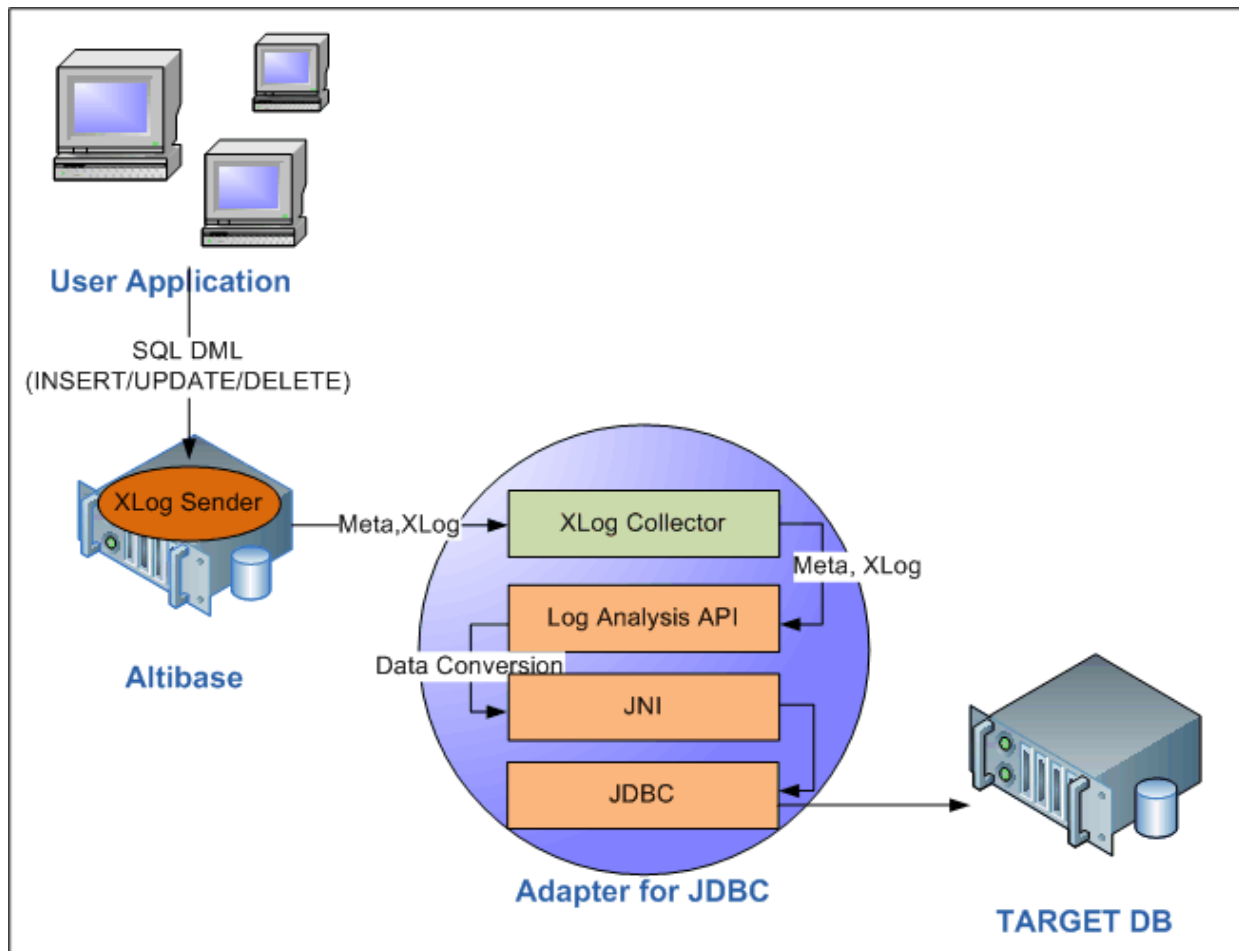 User Application
SQL DML
(INSERT/UPDATE/DELETE)
XLog Sender
Meta,XLog
XLog Collector
Meta, XLog
Log Analysis API
Data Conversion
Altibase
JNI
JDBC
Adapter for JDBC
TARGET DB